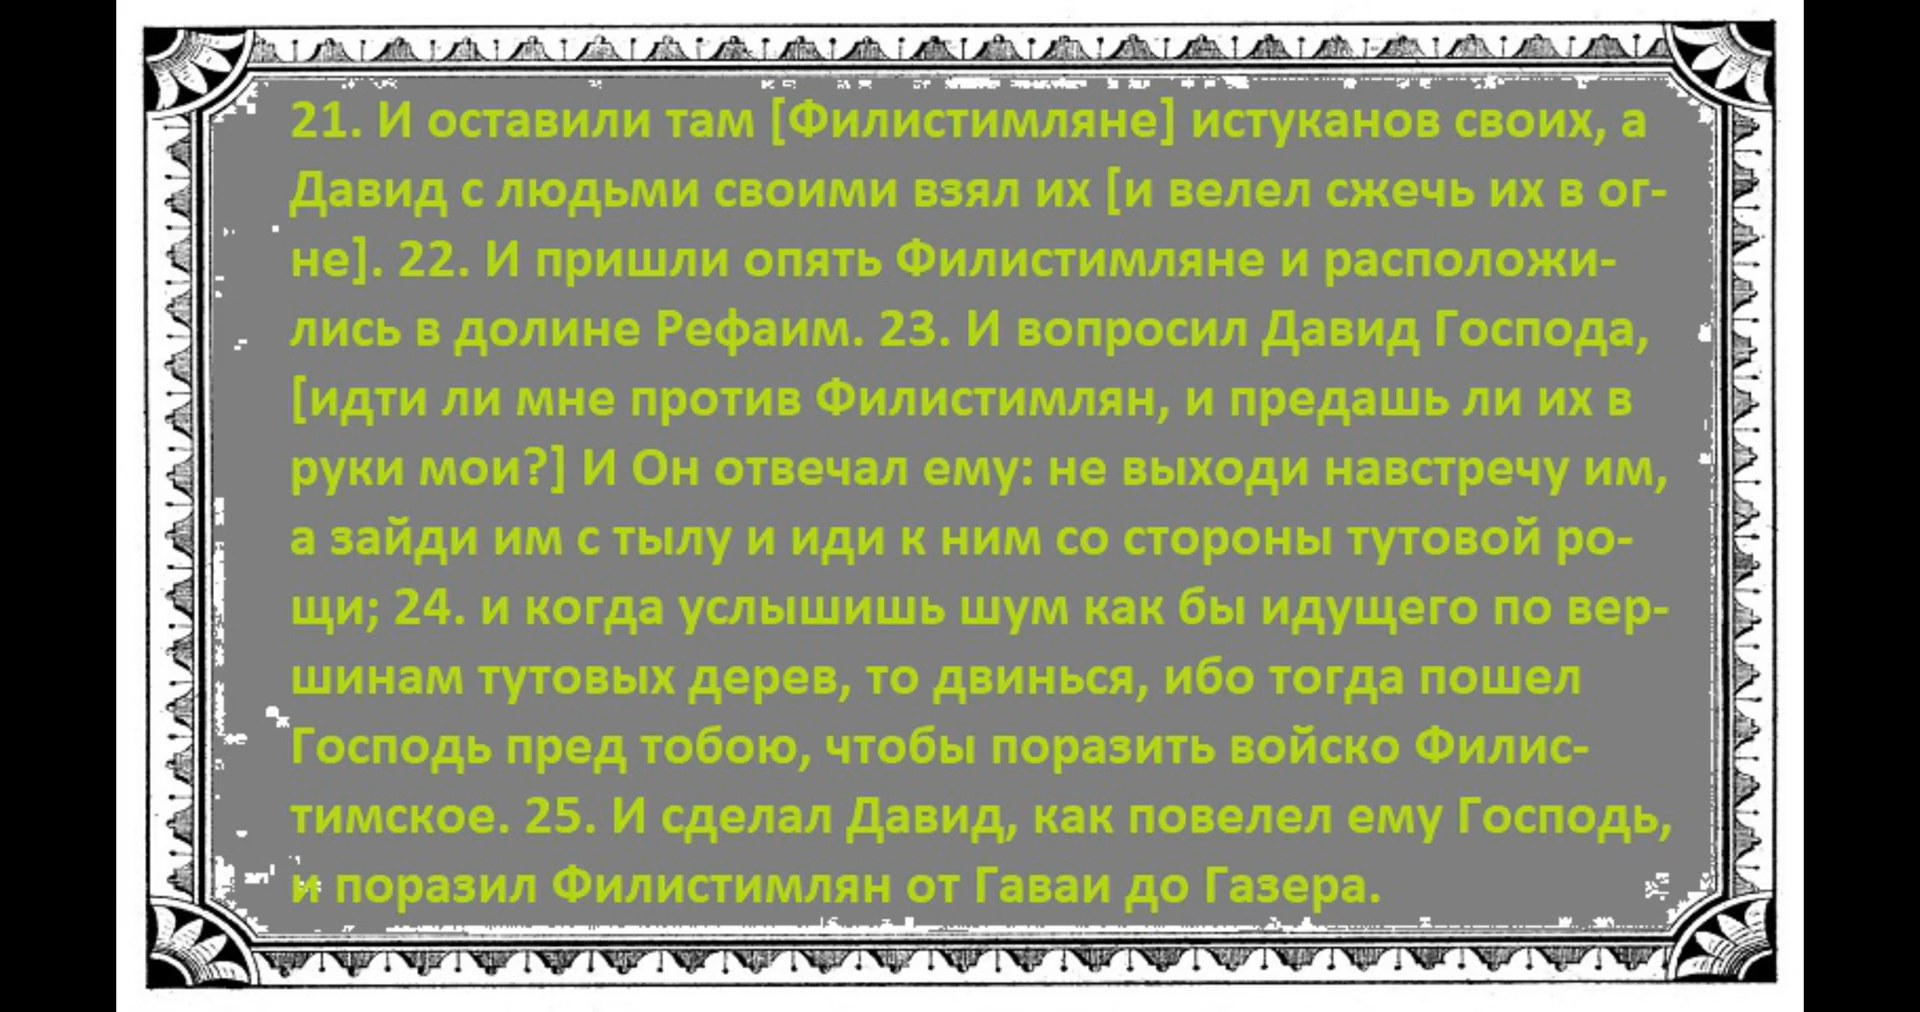 21. И оставили там [Филистимляне] истуканов своих, а
Давид с людьми своими взял их [и велел сжечь их в ог-
не]. 22. И пришли опять Филистимляне и расположи-
лись в долине Рефаим. 23. И вопросил Давид Господа,
[идти ли мне против Филистимлян, и предашь ли их в
руки мои?] И Он отвечал ему: не выходи навстречу им,
а зайди им с тылу и иди к ним со стороны тутовой ро-
щи; 24. и когда услышишь шум как бы идущего по вер-
шинам тутовых дерев, то двинься, ибо тогда пошел
Господь пред тобою, чтобы поразить войско Филис-
тимское. 25. И сделал Давид, как повелел ему Господь,
и поразил Филистимлян от Гаваи до Газера.